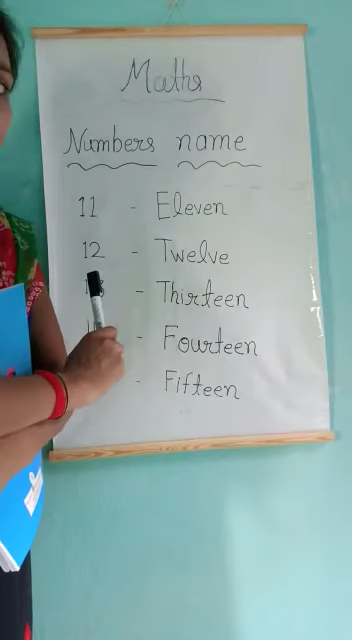 Maths
Numbers name
11 - Eleven
12 - Twelve
- Thirteen
- Fourteen
- Fifteen